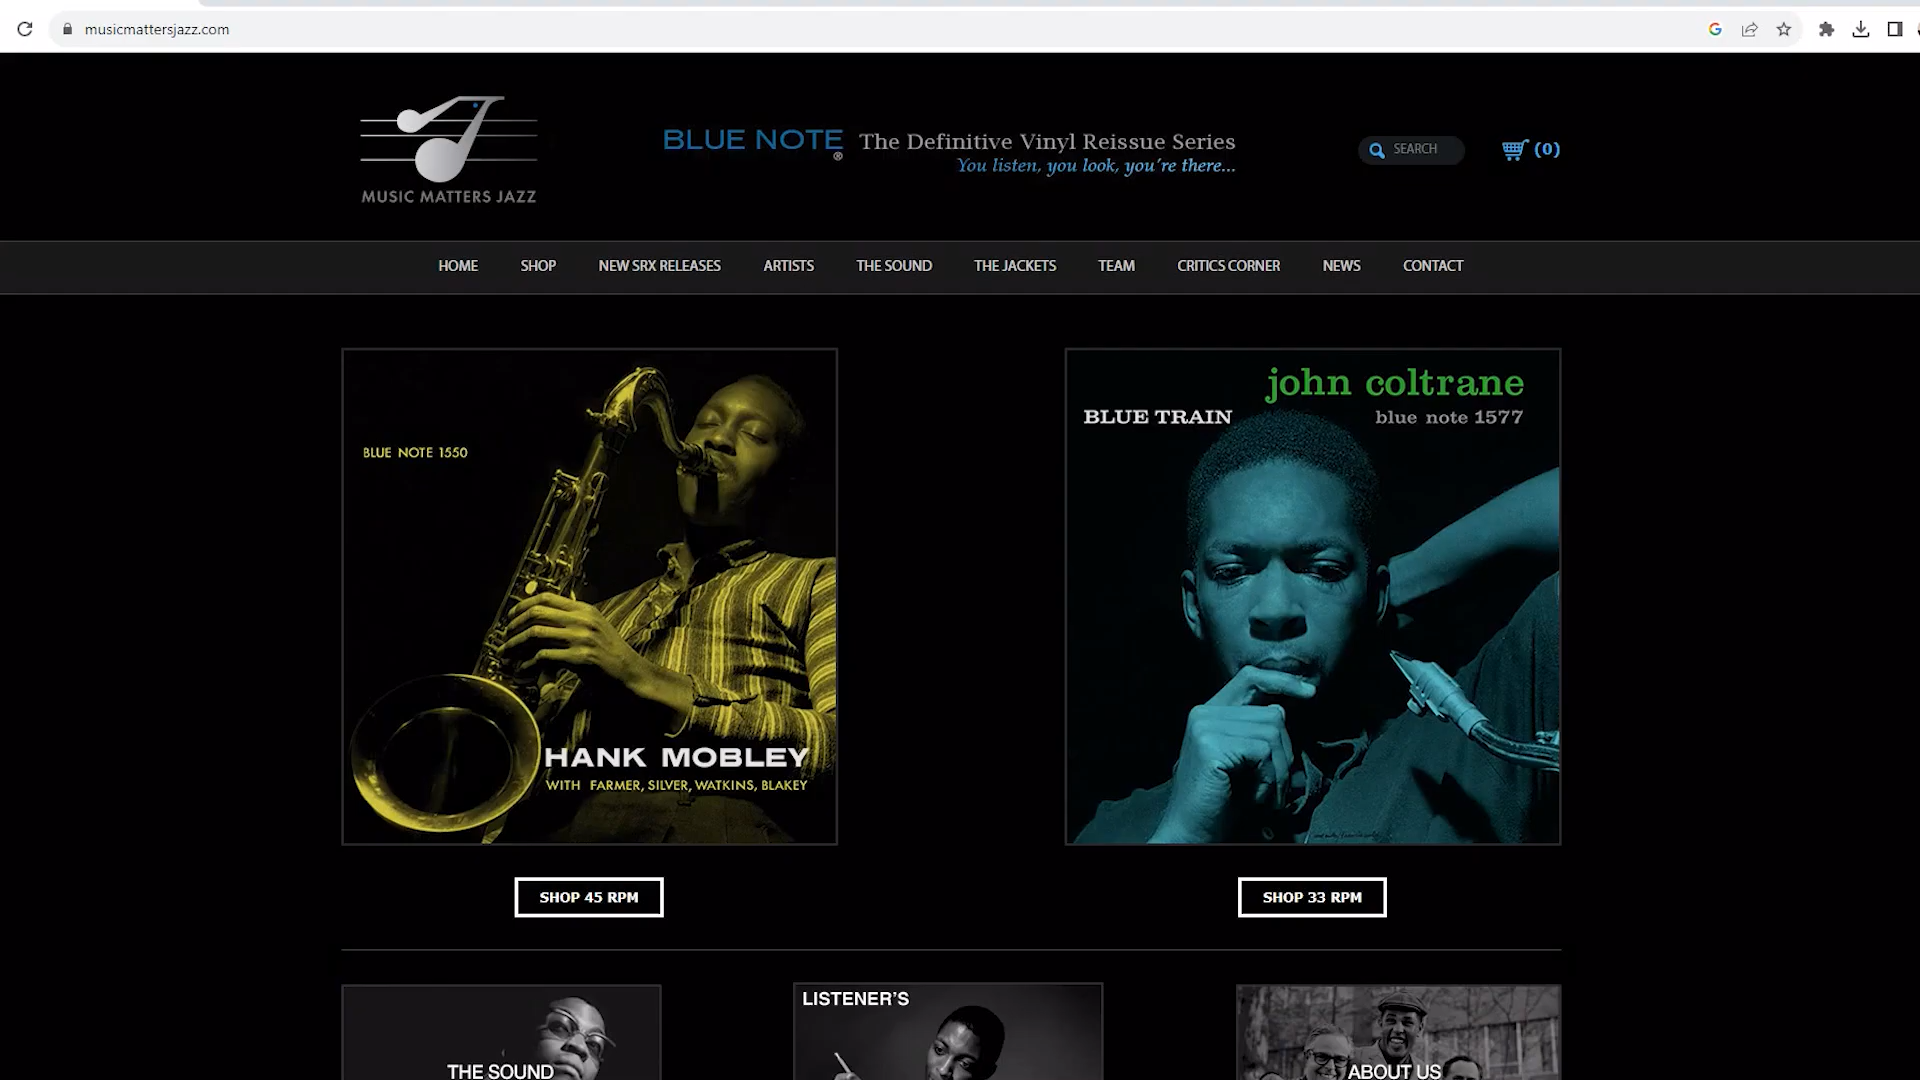 musicmattersjazz.com
MUSIC MATTERS JAZZ
BLUE NOTE® The Definitive Vinyl Reissue Series
You listen, you look, you're there...
SEARCH
(0)
HOME SHOP NEW SRX RELEASES ARTISTS THE SOUND THE JACKETS TEAM CRITICS CORNER NEWS CONTACT
BLUE NOTE 1550
HANK MOBLEY
WITH FARMER, SILVER, WATKINS, BLAKEY
john coltrane
BLUE TRAIN blue note 1577
SHOP 45 RPM
SHOP 33 RPM
LISTENER'S
THE SOUND
ABOUT US